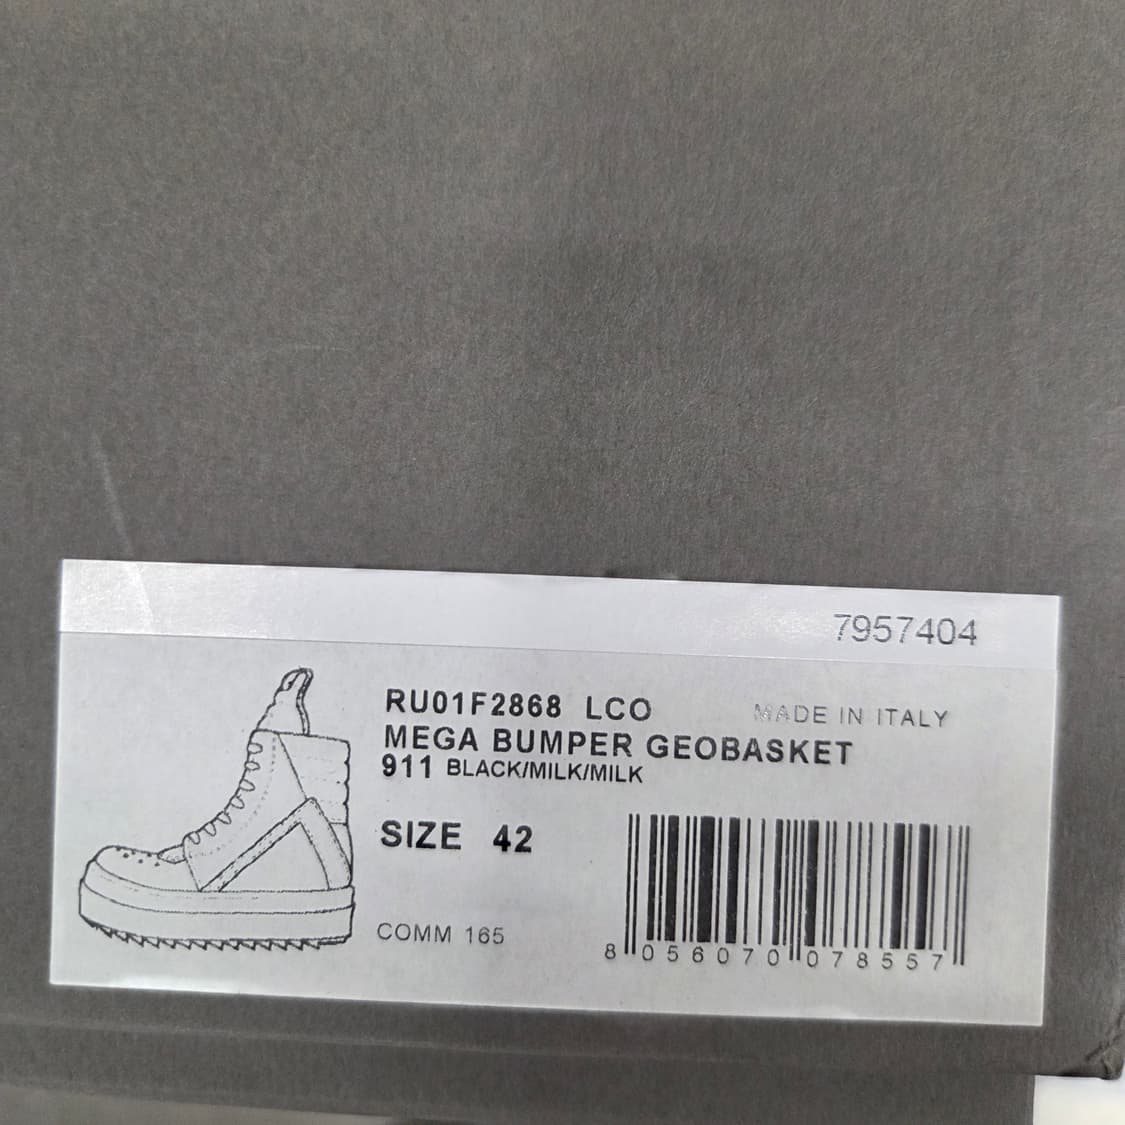 7957404
RU01F2868 LCO
MADE IN ITALY
MEGA BUMPER GEOBASKET
911 BLACK/MILK/MILK
SIZE 42
COMM 165
8 056070 078557